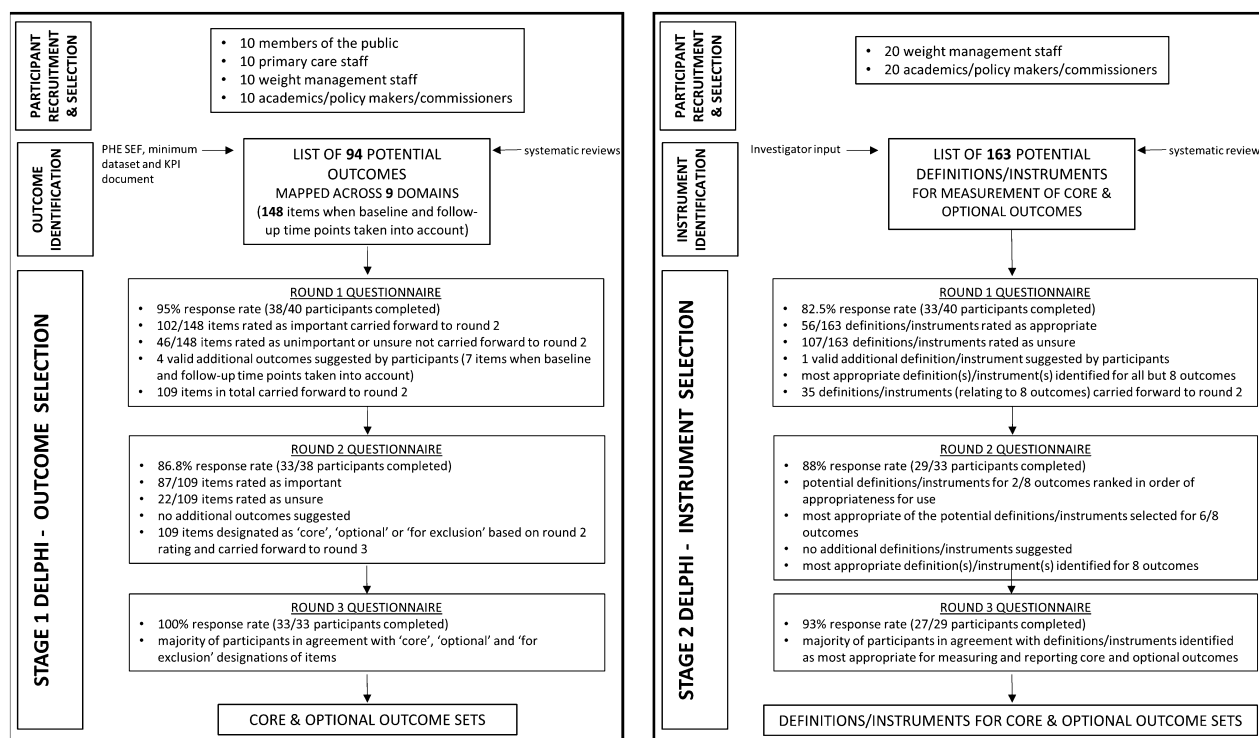 PARTICIPANT
RECRUITMENT
& SELECTION
• 10 members of the public
• 10 primary care staff
• 10 weight management staff
• 10 academics/policy makers/commissioners
OUTCOME
IDENTIFICATION
PHE SEF, minimum
dataset and KPI
document
LIST OF 94 POTENTIAL
OUTCOMES
MAPPED ACROSS 9 DOMAINS
(148 items when baseline and follow-
up time points taken into account)
systematic reviews
STAGE 1 DELPHI - OUTCOME SELECTION
ROUND 1 QUESTIONNAIRE
• 95% response rate (38/40 participants completed)
• 102/148 items rated as important carried forward to round 2
• 46/148 items rated as unimportant or unsure not carried forward to round 2
• 4 valid additional outcomes suggested by participants (7 items when baseline
and follow-up time points taken into account)
• 109 items in total carried forward to round 2
ROUND 2 QUESTIONNAIRE
• 86.8% response rate (33/38 participants completed)
• 87/109 items rated as important
• 22/109 items rated as unsure
• no additional outcomes suggested
• 109 items designated as ‘core’, ‘optional’ or ‘for exclusion’ based on round 2
rating and carried forward to round 3
ROUND 3 QUESTIONNAIRE
• 100% response rate (33/33 participants completed)
• majority of participants in agreement with ‘core’, ‘optional’ and ‘for
exclusion’ designations of items
CORE & OPTIONAL OUTCOME SETS
PARTICIPANT
RECRUITMENT
& SELECTION
• 20 weight management staff
• 20 academics/policy makers/commissioners
INSTRUMENT
IDENTIFICATION
Investigator input
LIST OF 163 POTENTIAL
DEFINITIONS/INSTRUMENTS
FOR MEASUREMENT OF CORE &
OPTIONAL OUTCOMES
systematic review
STAGE 2 DELPHI - INSTRUMENT SELECTION
ROUND 1 QUESTIONNAIRE
• 82.5% response rate (33/40 participants completed)
• 56/163 definitions/instruments rated as appropriate
• 107/163 definitions/instruments rated as unsure
• 1 valid additional definition/instrument suggested by participants
• most appropriate definition(s)/instrument(s) identified for all but 8 outcomes
• 35 definitions/instruments (relating to 8 outcomes) carried forward to round 2
ROUND 2 QUESTIONNAIRE
• 88% response rate (29/33 participants completed)
• potential definitions/instruments for 2/8 outcomes ranked in order of
appropriateness for use
• most appropriate of the potential definitions/instruments selected for 6/8
outcomes
• no additional definitions/instruments suggested
• most appropriate definition(s)/instrument(s) identified for 8 outcomes
ROUND 3 QUESTIONNAIRE
• 93% response rate (27/29 participants completed)
• majority of participants in agreement with definitions/instruments identified
as most appropriate for measuring and reporting core and optional outcomes
DEFINITIONS/INSTRUMENTS FOR CORE & OPTIONAL OUTCOME SETS